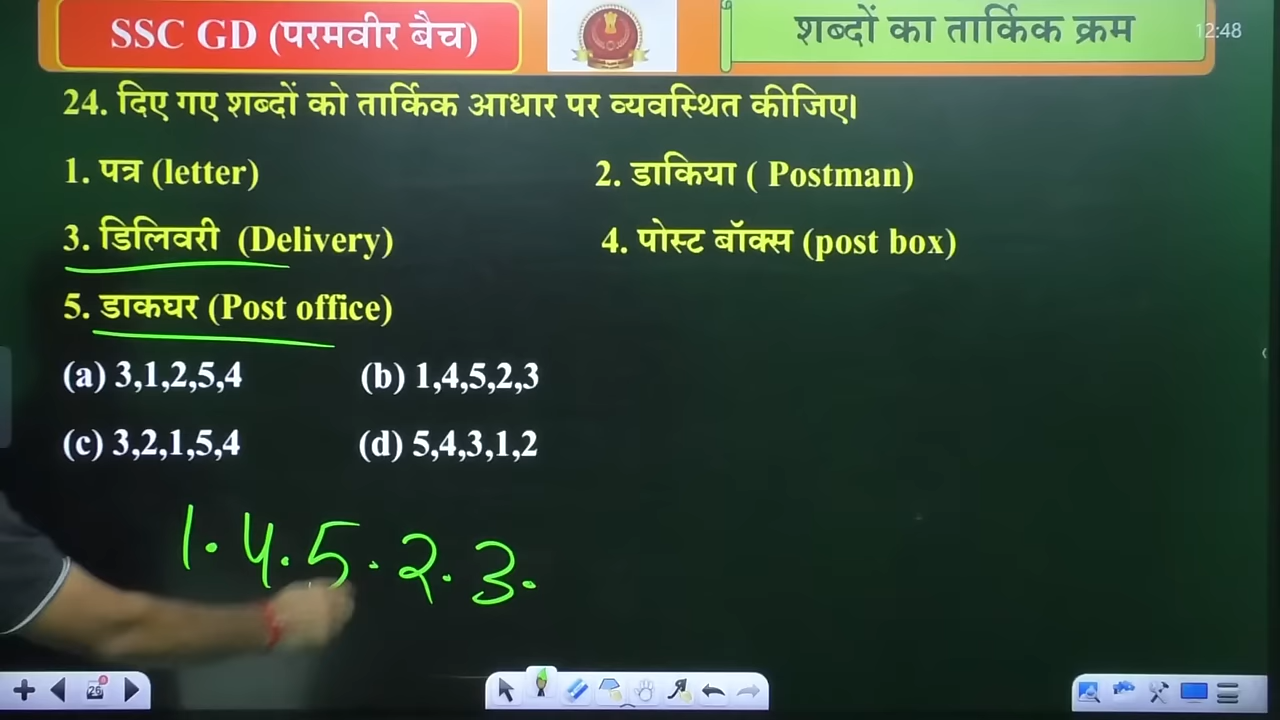 SSC GD (परमवीर बैच)
शब्दों का तार्किक क्रम
12:48
24. दिए गए शब्दों को तार्किक आधार पर व्यवस्थित कीजिए।
1. पत्र (letter)
2. डाकिया ( Postman)
3. डिलिवरी (Delivery)
4. पोस्ट बॉक्स (post box)
5. डाकघर (Post office)
(a) 3,1,2,5,4
(b) 1,4,5,2,3
(c) 3,2,1,5,4
(d) 5,4,3,1,2
1. 4. 5. 2. 3.
26